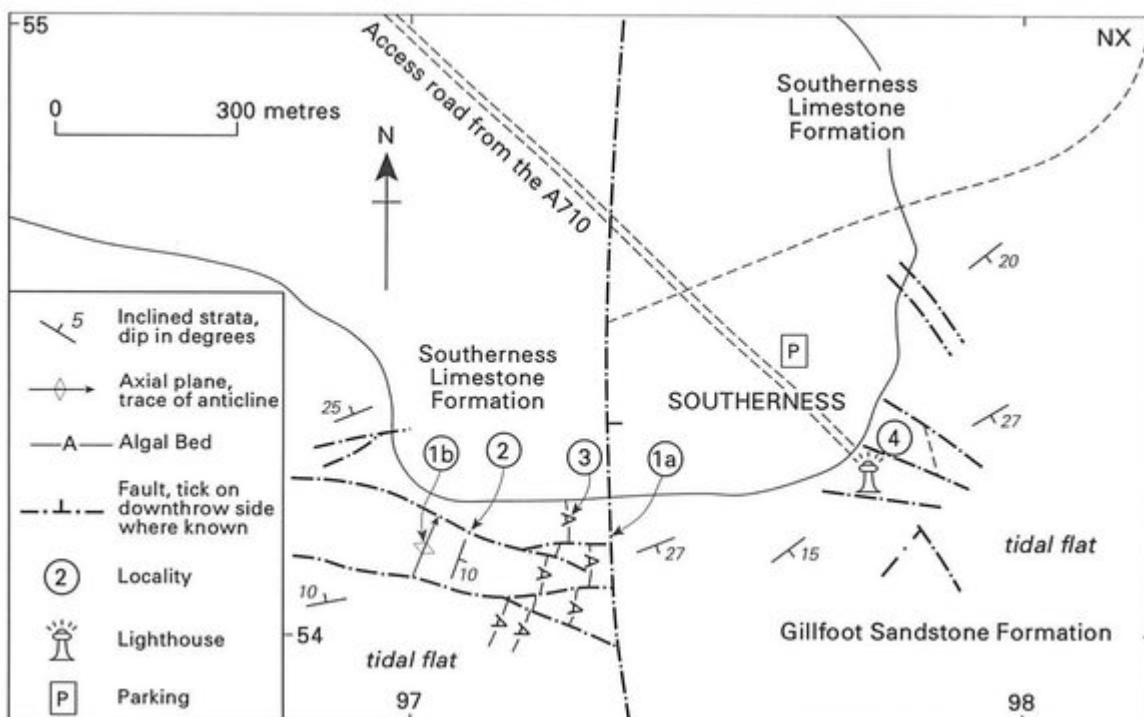 55
NX
0 300 metres
N
Access road from the A710
Southerness
Limestone
Formation
20
P
Southerness
Limestone
Formation
SOUTHERNESS
25
27
4
1b
2
3
1a
27
15
10
10
tidal flat
Gillfoot Sandstone Formation
54
tidal flat
97
98
5 Inclined strata,
dip in degrees
Axial plane,
trace of anticline
A Algal Bed
Fault, tick on
downthrow side
where known
2 Locality
Lighthouse
P Parking
A
A
A
A
A
A